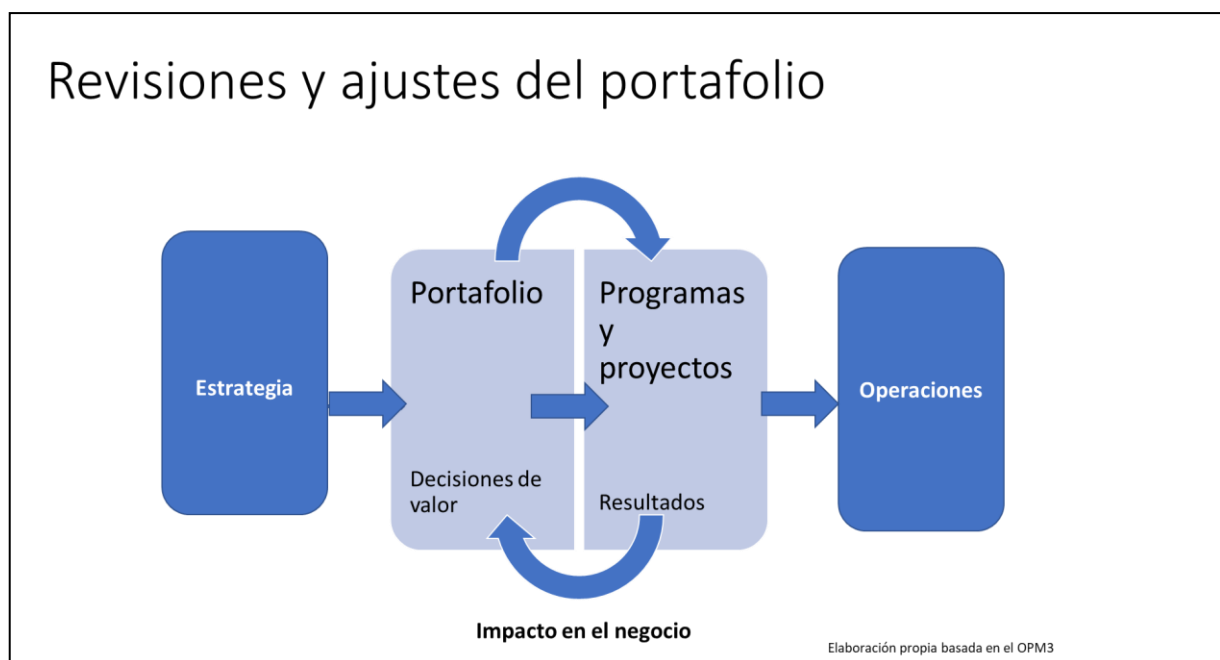 Revisiones y ajustes del portafolio
Estrategia
Portafolio
Decisiones de
valor
Programas
y
proyectos
Resultados
Operaciones
Impacto en el negocio
Elaboración propia basada en el OPM3